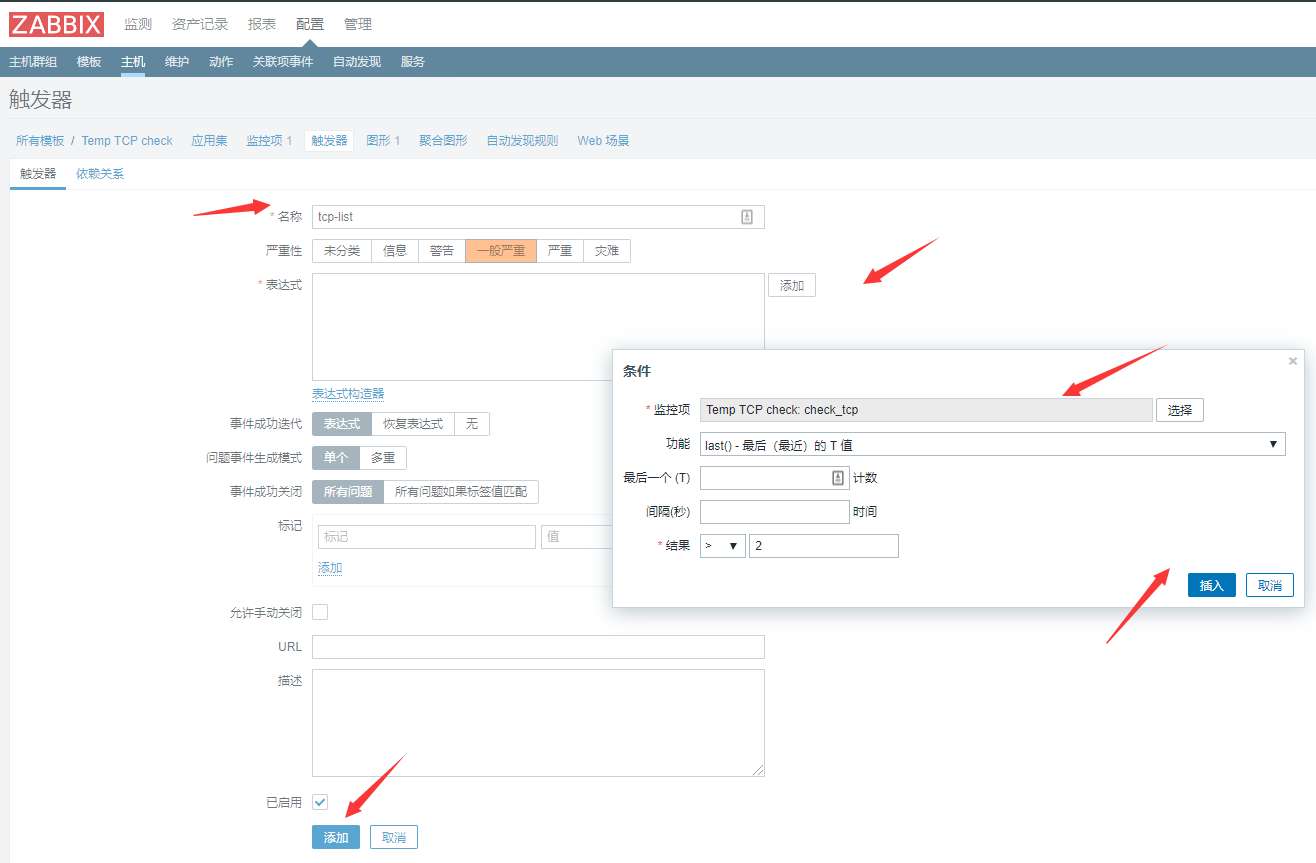 ZABBIX 监测 资产记录 报表 配置 管理
主机群组 模板 主机 维护 动作 关联项事件 自动发现 服务
触发器
所有模板 / Temp TCP check 应用集 监控项 1 触发器 图形 1 聚合图形 自动发现规则 Web 场景
触发器 依赖关系
* 名称 tcp-list
严重性 未分类 信息 警告 一般严重 严重 灾难
* 表达式 添加
表达式构造器
事件成功迭代 表达式 恢复表达式 无
问题事件生成模式 单个 多重
事件成功关闭 所有问题 所有问题如果标签值匹配
标记 标记 值
添加
允许手动关闭
URL
描述
已启用
添加 取消
条件 ×
* 监控项 Temp TCP check: check_tcp 选择
功能 last() - 最后（最近）的 T 值
最后一个 (T) 计数
间隔(秒) 时间
* 结果 > 2
插入 取消